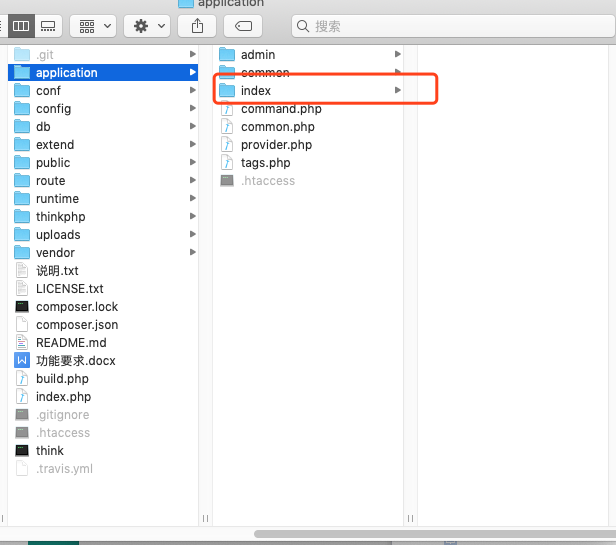 application
搜索
.git
application
conf
config
db
extend
public
route
runtime
thinkphp
uploads
vendor
说明.txt
LICENSE.txt
composer.lock
composer.json
README.md
功能要求.docx
build.php
index.php
.gitignore
.htaccess
think
.travis.yml
admin
common
index
command.php
common.php
provider.php
tags.php
.htaccess